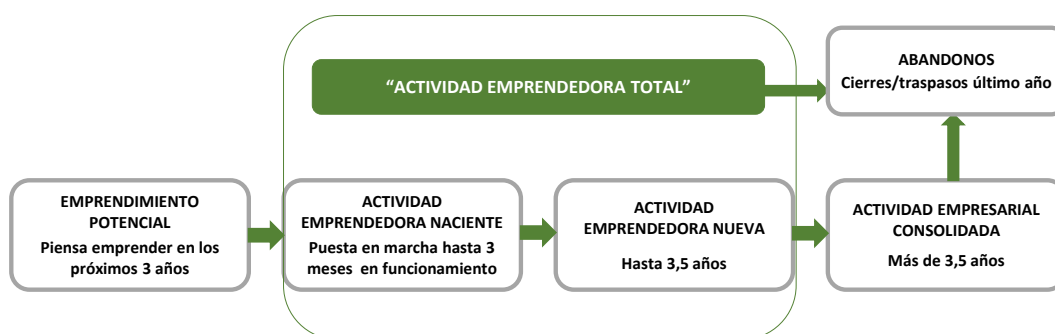 “ACTIVIDAD EMPRENDEDORA TOTAL”
ABANDONOS
Cierres/traspasos último año
EMPRENDIMIENTO
POTENCIAL
Piensa emprender en los
próximos 3 años
ACTIVIDAD
EMPRENDEDORA NACIENTE
Puesta en marcha hasta 3
meses en funcionamiento
ACTIVIDAD
EMPRENDEDORA NUEVA
Hasta 3,5 años
ACTIVIDAD EMPRESARIAL
CONSOLIDADA
Más de 3,5 años